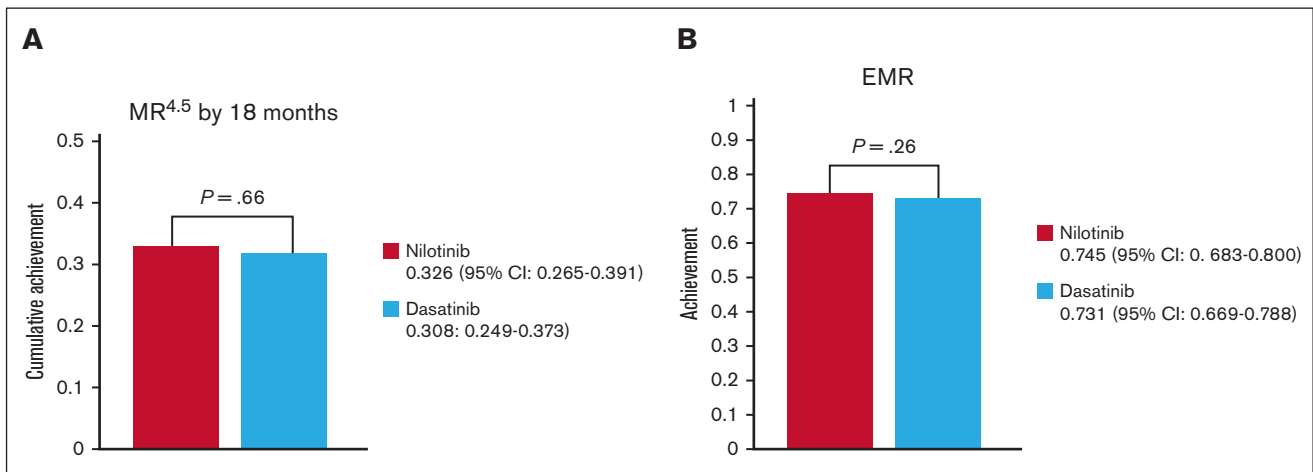 A
MR4.5 by 18 months
Cumulative achievement
0.5
0.4
0.3
0.2
0.1
0
P = .66
Nilotinib
0.326 (95% CI: 0.265-0.391)
Dasatinib
0.308: 0.249-0.373)
B
EMR
Achievement
1
0.9
0.8
0.7
0.6
0.5
0.4
0.3
0.2
0.1
0
P = .26
Nilotinib
0.745 (95% CI: 0. 683-0.800)
Dasatinib
0.731 (95% CI: 0.669-0.788)